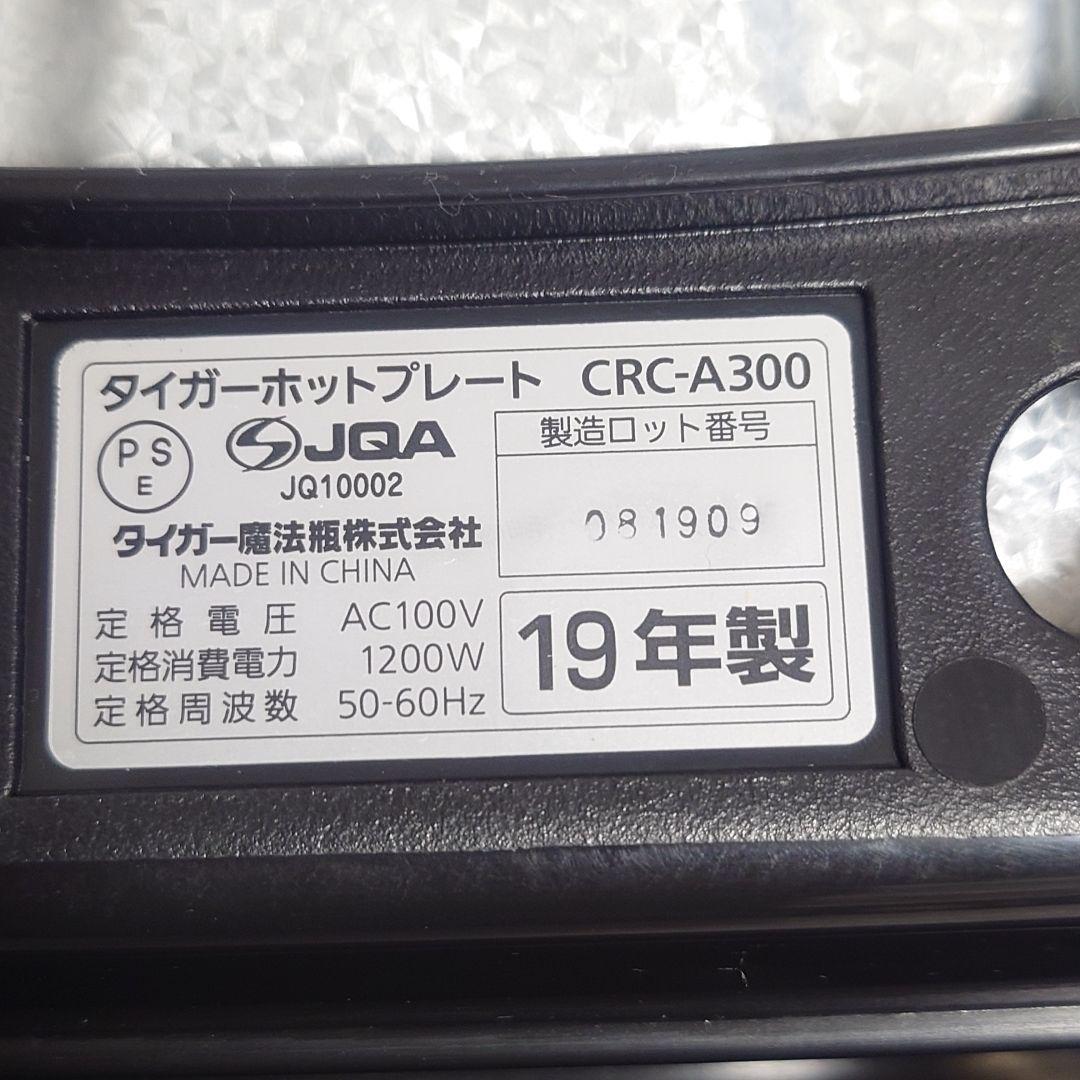 タイガーホットプレート CRC-A300
PS
E
JQA
JQ10002
製造ロット番号
081909
タイガー魔法瓶株式会社
MADE IN CHINA
定格電圧 AC100V
定格消費電力 1200W
定格周波数 50-60Hz
19年製